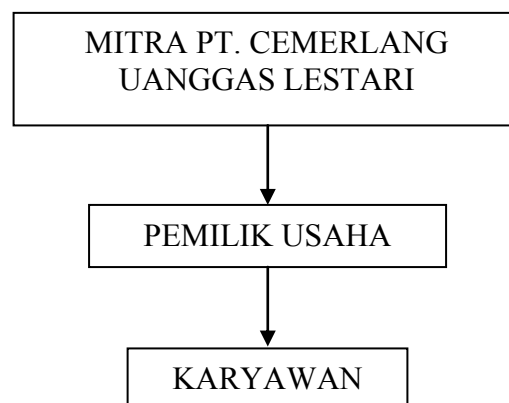 MITRA PT. CEMERLANG
UANGGAS LESTARI
PEMILIK USAHA
KARYAWAN